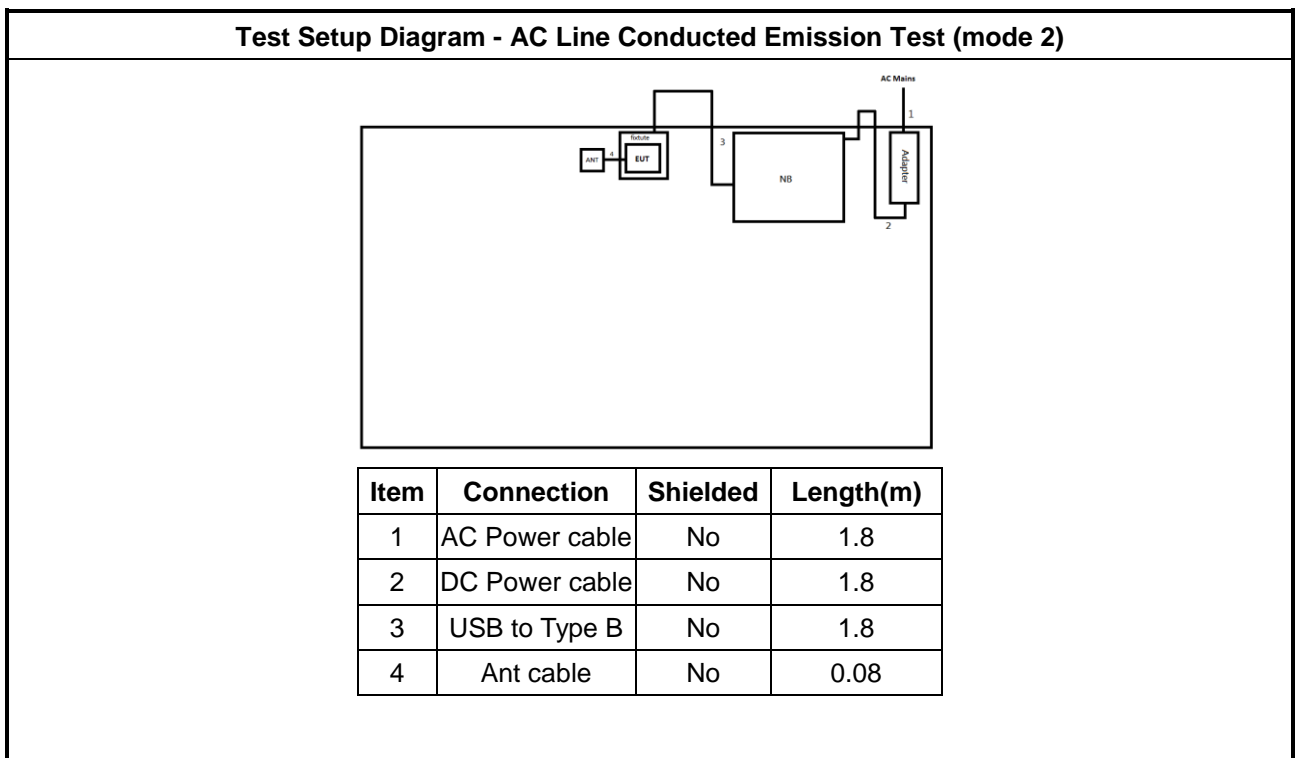 Test Setup Diagram - AC Line Conducted Emission Test (mode 2)
AC Mains
1
fixtute
ANT
4
EUT
3
NB
Adapter
2
Item Connection Shielded Length(m)
1 AC Power cable No 1.8
2 DC Power cable No 1.8
3 USB to Type B No 1.8
4 Ant cable No 0.08